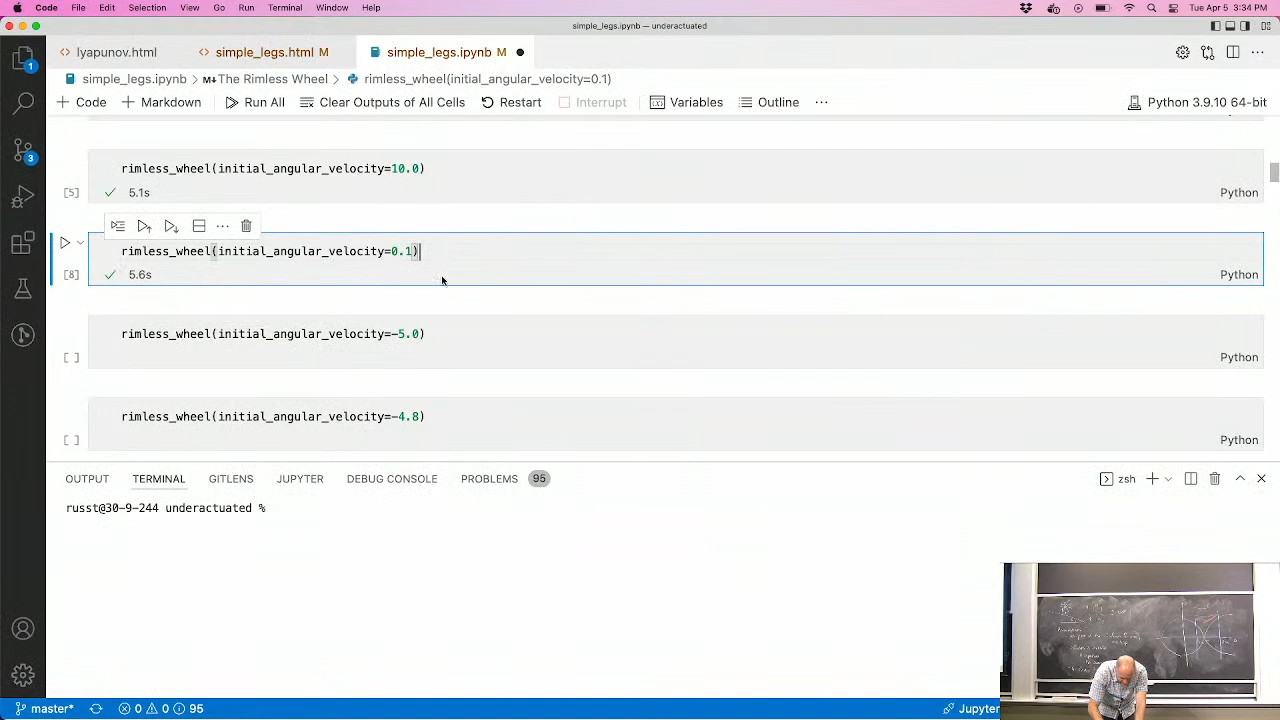 Code File Edit Selection View Go Run Terminal Window Help Tue Apr 5 3:34 PM
simple_legs.ipynb — underactuated
lyapunov.html simple_legs.html M simple_legs.ipynb M
simple_legs.ipynb > M↓ The Rimless Wheel > rimless_wheel(initial_angular_velocity=0.1)
+ Code + Markdown Run All Clear Outputs of All Cells Restart Interrupt (x) Variables Outline ... Python 3.9.10 64-bit
rimless_wheel(initial_angular_velocity=10.0)
[5] 5.1s Python
rimless_wheel(initial_angular_velocity=0.1)
[8] 5.6s Python
rimless_wheel(initial_angular_velocity=-5.0)
[ ] Python
rimless_wheel(initial_angular_velocity=-4.8)
[ ] Python
OUTPUT TERMINAL GITLENS JUPYTER DEBUG CONSOLE PROBLEMS 95 zsh
russt@30-9-244 underactuated %
1
3
master* 0 0 95 Jupyter